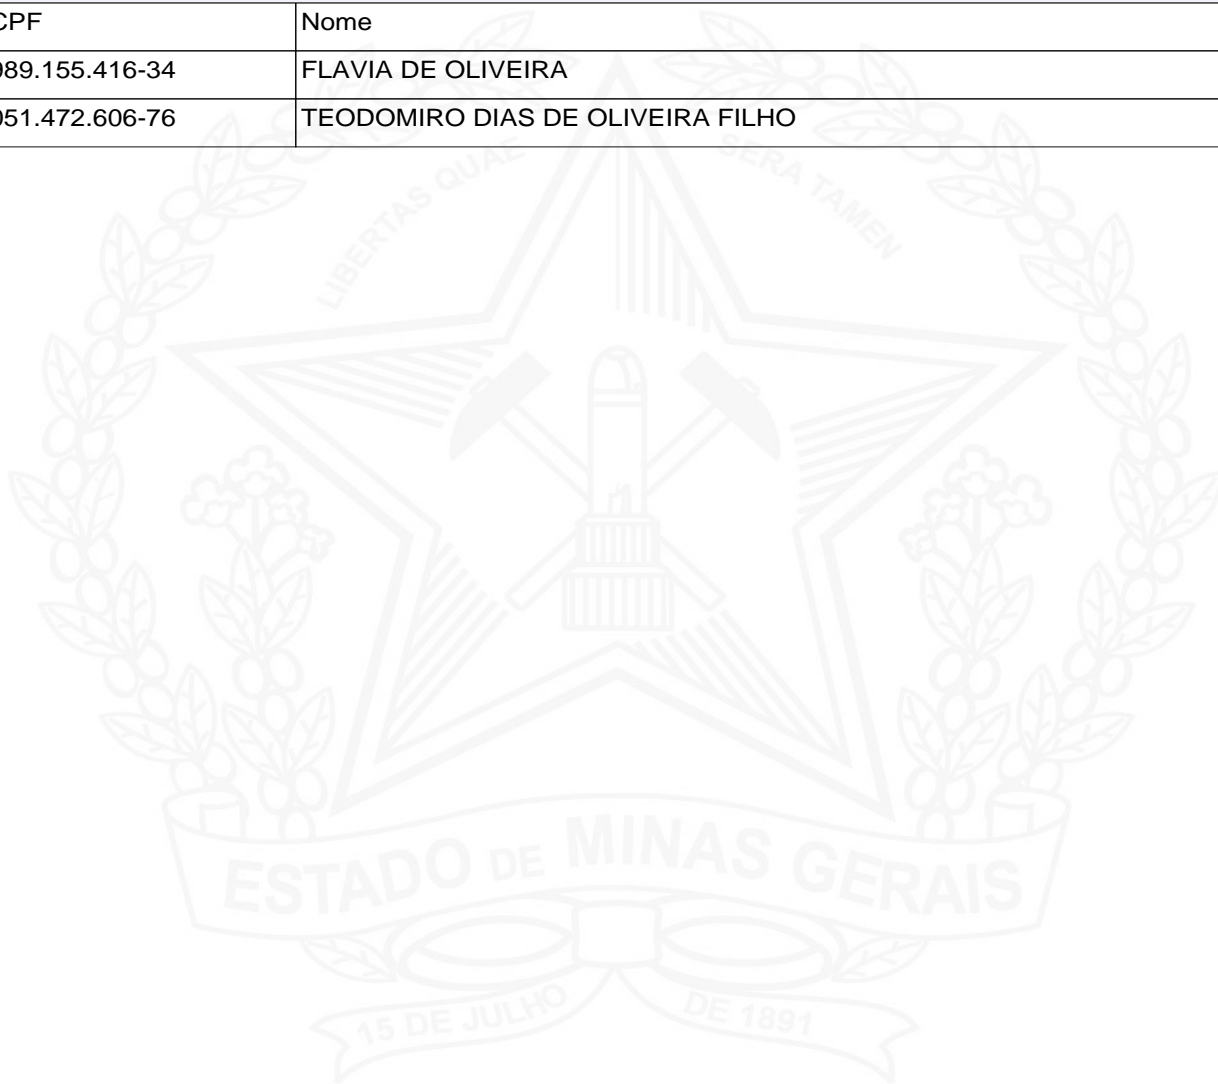 CPF Nome
989.155.416-34 FLAVIA DE OLIVEIRA
051.472.606-76 TEODOMIRO DIAS DE OLIVEIRA FILHO
LIBERTAS QUAE SERA TAMEN
ESTADO DE MINAS GERAIS
15 DE JULHO DE 1891